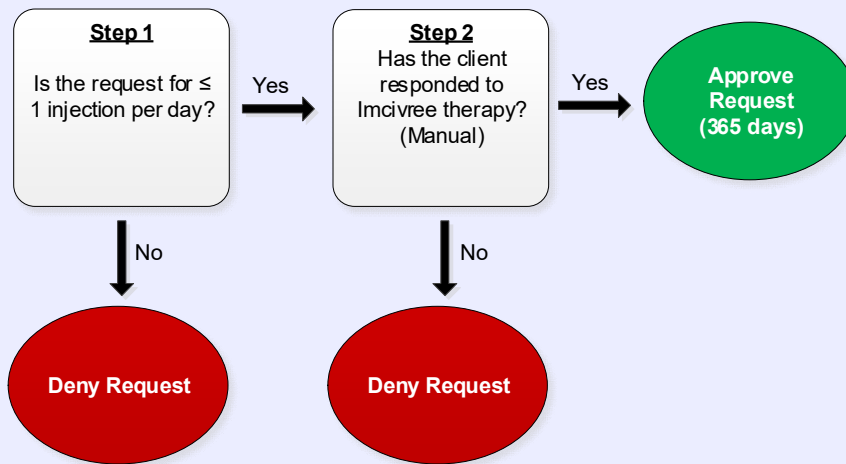 Step 1
Is the request for ≤
1 injection per day?
Yes
Step 2
Has the client
responded to
Imcivree therapy?
(Manual)
Yes
Approve
Request
(365 days)
No
No
Deny Request
Deny Request